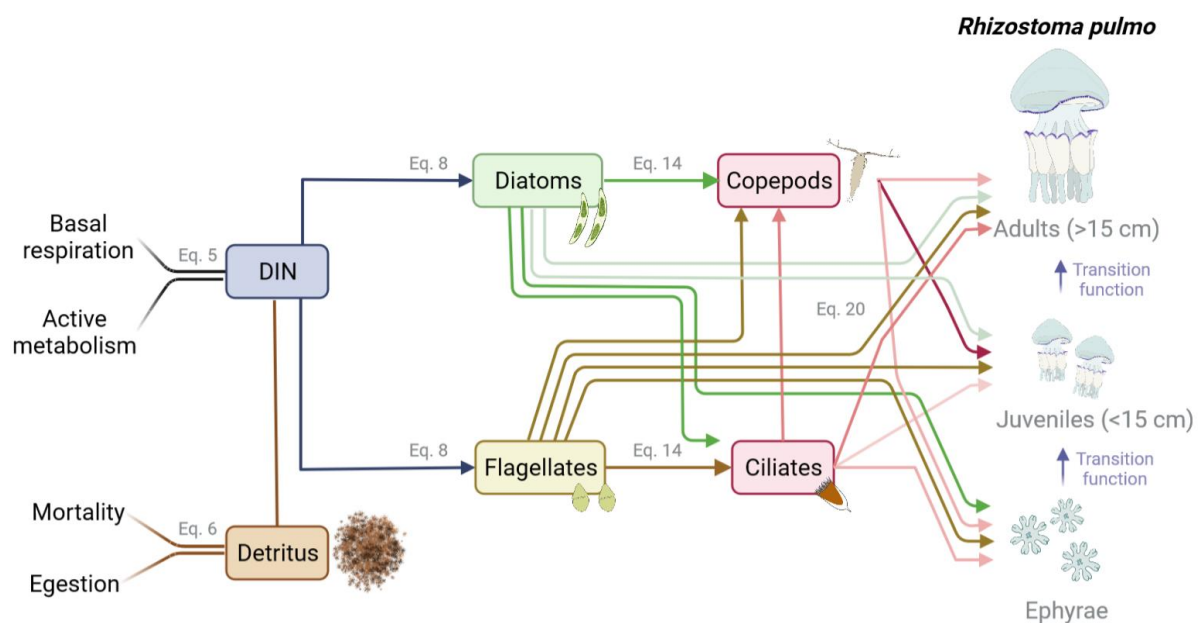 Rhizostoma pulmo
Eq. 8
Diatoms
Eq. 14
Copepods
Basal
respiration
Eq. 5
DIN
Active
metabolism
Adults (>15 cm)
Transition
function
Eq. 20
Juveniles (<15 cm)
Eq. 8
Flagellates
Eq. 14
Ciliates
Transition
function
Mortality
Eq. 6
Detritus
Egestion
Ephyrae